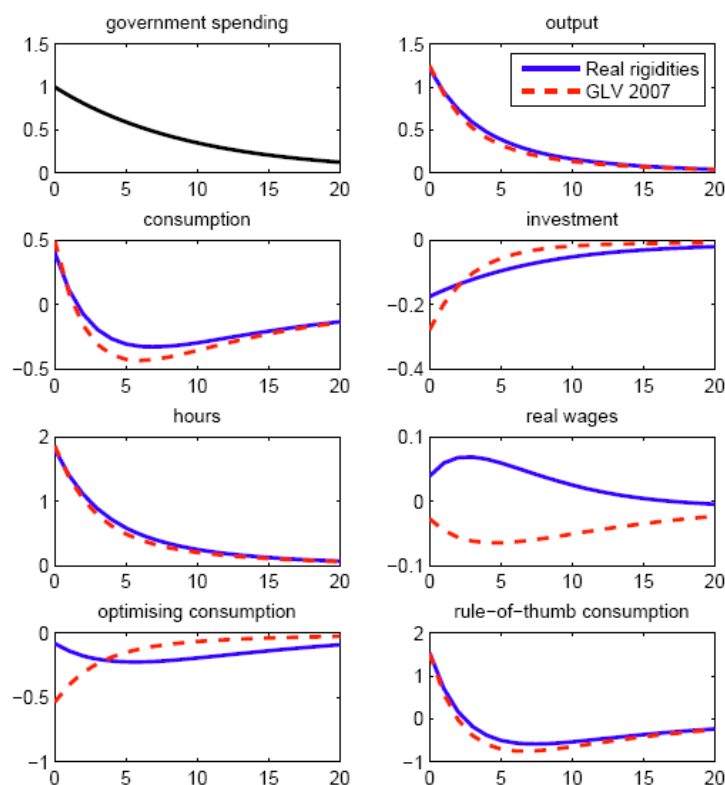 government spending
1.5
1
0.5
0
0 5 10 15 20
output
1.5
1
0.5
0
0 5 10 15 20
Real rigidities
GLV 2007
consumption
0.5
0
−0.5
0 5 10 15 20
investment
0
−0.2
−0.4
0 5 10 15 20
hours
2
1
0
0 5 10 15 20
real wages
0.1
0
−0.1
0 5 10 15 20
optimising consumption
0
−0.5
−1
0 5 10 15 20
rule−of−thumb consumption
2
1
0
−1
0 5 10 15 20